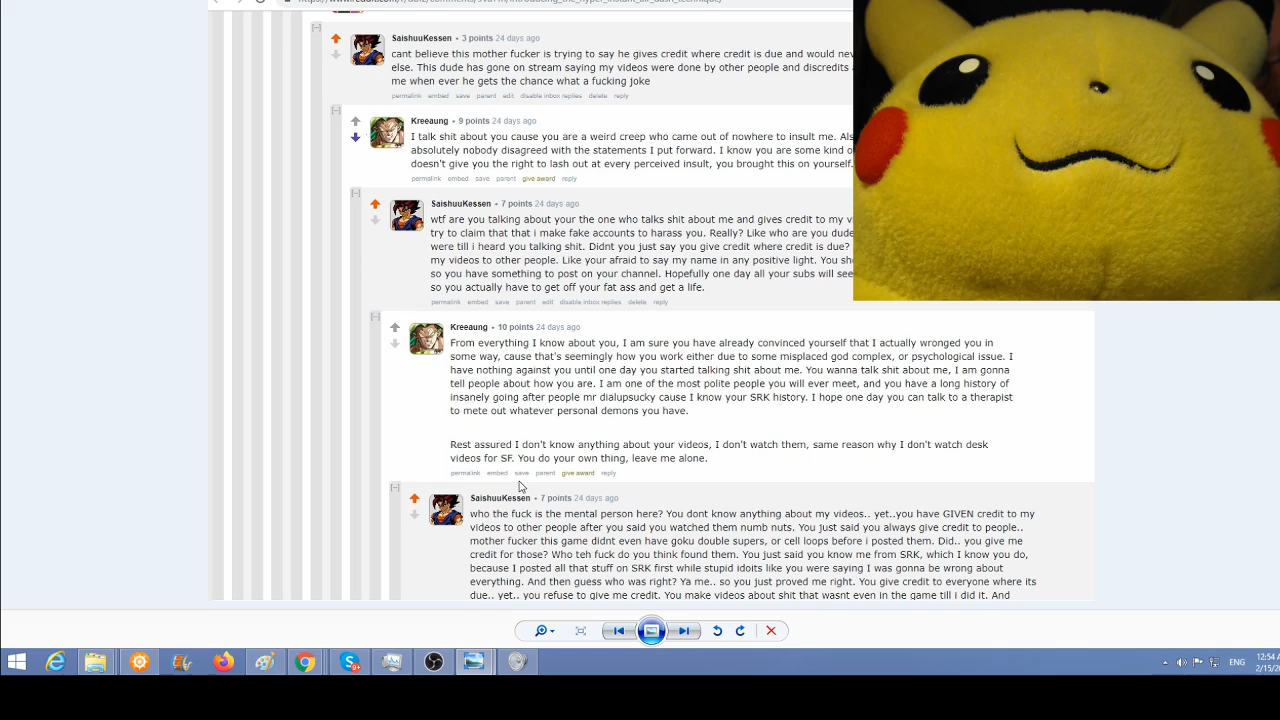 SaishuuKessen • 3 points 24 days ago
cant believe this mother fucker is trying to say he gives credit where credit is due and would
else. This dude has gone on stream saying my videos were done by other people and discredits
me when ever he gets the chance what a fucking joke
permalink embed save parent edit disable inbox replies delete reply
Kreeaung • 9 points 24 days ago
I talk shit about you cause you are a weird creep who came out of nowhere to insult me.
absolutely nobody disagreed with the statements I put forward. I know you are some kind of
doesn't give you the right to lash out at every perceived insult, you brought this on yourself.
permalink embed save parent give award reply
SaishuuKessen • 7 points 24 days ago
wtf are you talking about your the one who talks shit about me and gives credit to my
try to claim that that i make fake accounts to harass you. Really? Like who are you dude
were till i heard you talking shit. Didnt you just say you give credit where credit is due?
my videos to other people. Like your afraid to say my name in any positive light. You
so you have something to post on your channel. Hopefully one day all your subs will see
so you actually have to get off your fat ass and get a life.
permalink embed save parent edit disable inbox replies delete reply
Kreeaung • 10 points 24 days ago
From everything I know about you, I am sure you have already convinced yourself that I actually wronged you in
some way, cause that's seemingly how you work either due to some misplaced god complex, or psychological issue. I
have nothing against you until one day you started talking shit about me. You wanna talk shit about me, I am gonna
tell people about how you are. I am one of the most polite people you will ever meet, and you have a long history of
insanely going after people mr dialupsucky cause I know your SRK history. I hope one day you can talk to a therapist
to mete out whatever personal demons you have.
Rest assured I don't know anything about your videos, I don't watch them, same reason why I don't watch desk
videos for SF. You do your own thing, leave me alone.
permalink embed save parent give award reply
SaishuuKessen • 7 points 24 days ago
who the fuck is the mental person here? You dont know anything about my videos.. yet..you have GIVEN credit to my
videos to other people after you said you watched them numb nuts. You just said you always give credit to people..
mother fucker this game didnt even have goku double supers, or cell loops before i posted them. Did.. you give me
credit for those? Who teh fuck do you think found them. You just said you know me from SRK, which I know you do,
because I posted all that stuff on SRK first while stupid idoits like you were saying I was gonna be wrong about
everything. And then guess who was right? Ya me.. so you just proved me right. You give credit to everyone where its
due.. yet.. you refuse to give me credit. You make videos about shit that wasnt even in the game till i did it. And
ENG
12:54
2/15/